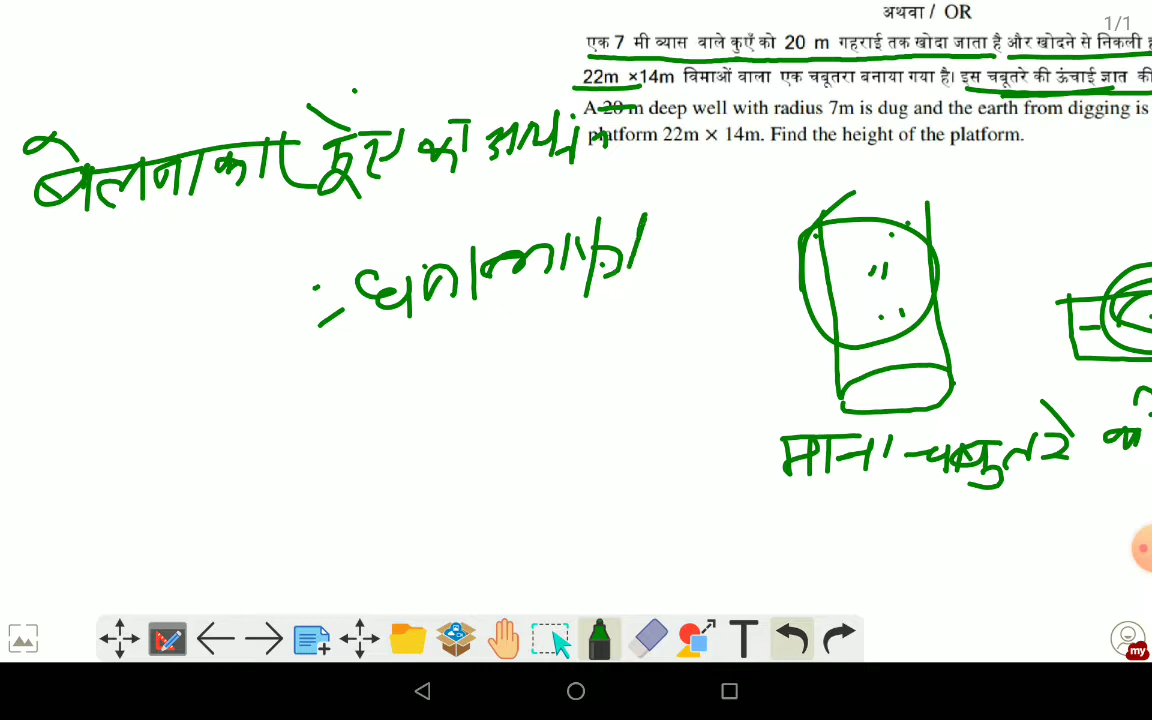 अथवा / OR
1/1
एक 7 मी व्यास वाले कुएँ को 20 m गहराई तक खोदा जाता है और खोदने से निकली
22m ×14m विमाओं वाला एक चबूतरा बनाया गया है। इस चबूतरे की ऊंचाई ज्ञात की
A 20 m deep well with radius 7m is dug and the earth from digging is
platform 22m × 14m. Find the height of the platform.
बेलनाकार कुएं का आयतन
= घनाभाका
माना चबुतरे
my